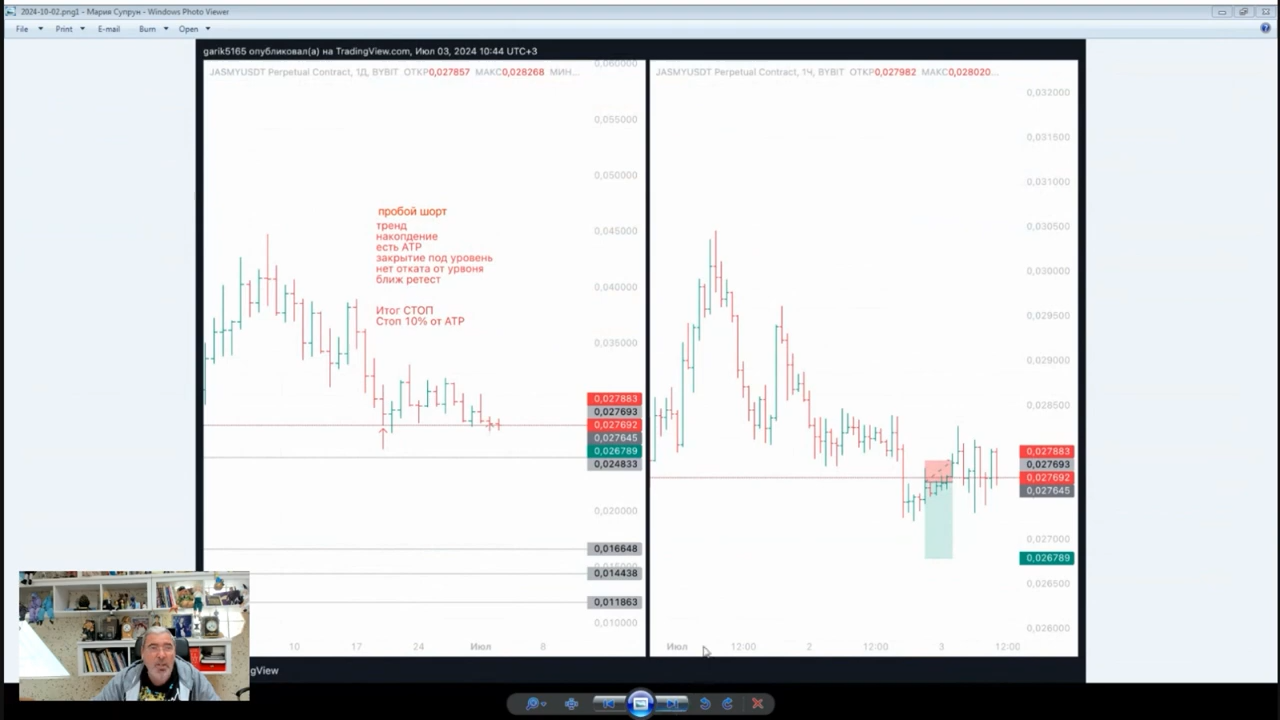 2024-10-02.png1 - Мария Супрун - Windows Photo Viewer
File Print E-mail Burn Open
garik5165 опубликовал(а) на TradingView.com, Июл 03, 2024 10:44 UTC+3
JASMYUSDT Perpetual Contract, 1Д, BYBIT ОТКР0,027857 МАКС0,028268 МИН...
0,060000
0,055000
0,050000
0,045000
0,040000
0,035000
0,027883
0,027693
0,027692
0,027645
0,026789
0,024833
0,020000
0,016648
0,014438
0,011863
0,010000
пробой шорт
тренд
накопдение
есть АТР
закрытие под уровень
нет отката от урвоня
ближ ретест
Итог СТОП
Стоп 10% от АТР
10 17 24 Июл 8
ngView
JASMYUSDT Perpetual Contract, 1Ч, BYBIT ОТКР0,027982 МАКС0,028020...
0,032000
0,031500
0,031000
0,030500
0,030000
0,029500
0,029000
0,028500
0,027883
0,027693
0,027692
0,027645
0,027000
0,026789
0,026500
0,026000
Июл 12:00 2 12:00 3 12:00